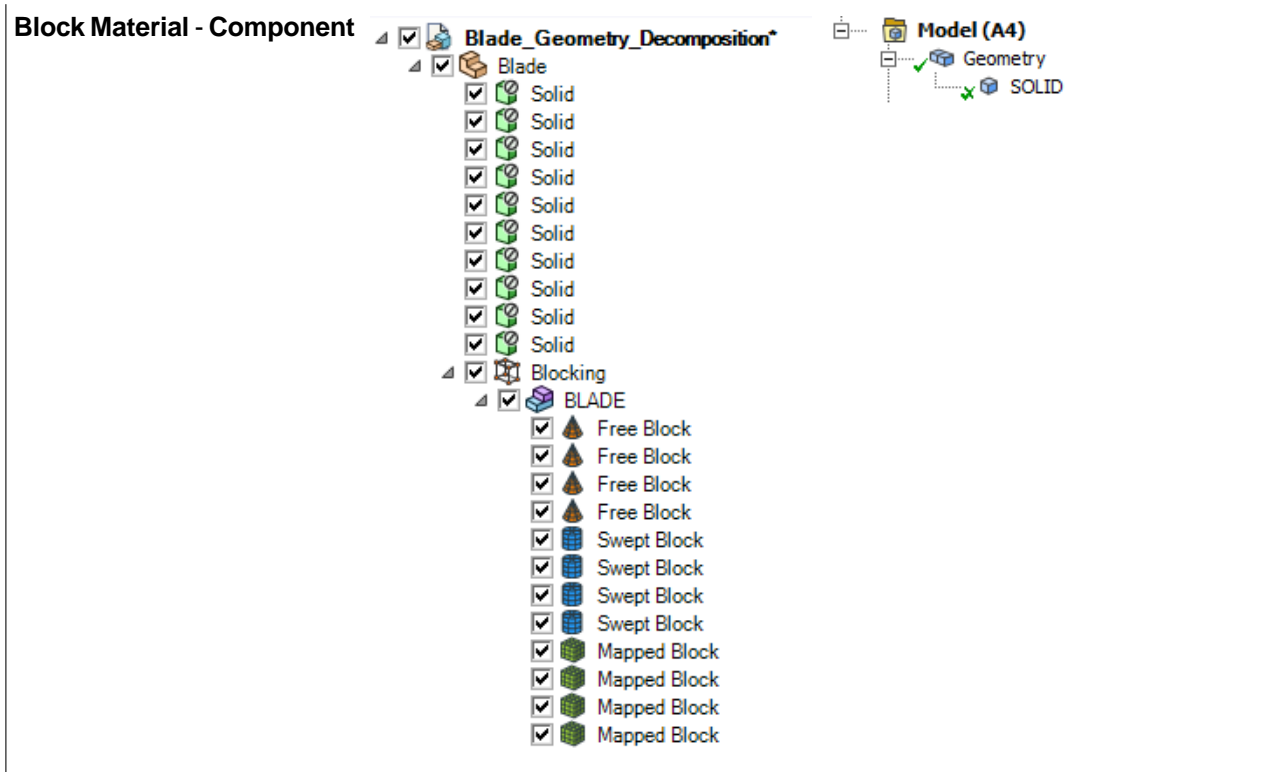 Block Material - Component
Blade_Geometry_Decomposition*
Blade
Solid
Solid
Solid
Solid
Solid
Solid
Solid
Solid
Solid
Solid
Blocking
BLADE
Free Block
Free Block
Free Block
Free Block
Swept Block
Swept Block
Swept Block
Swept Block
Mapped Block
Mapped Block
Mapped Block
Mapped Block
Model (A4)
Geometry
SOLID